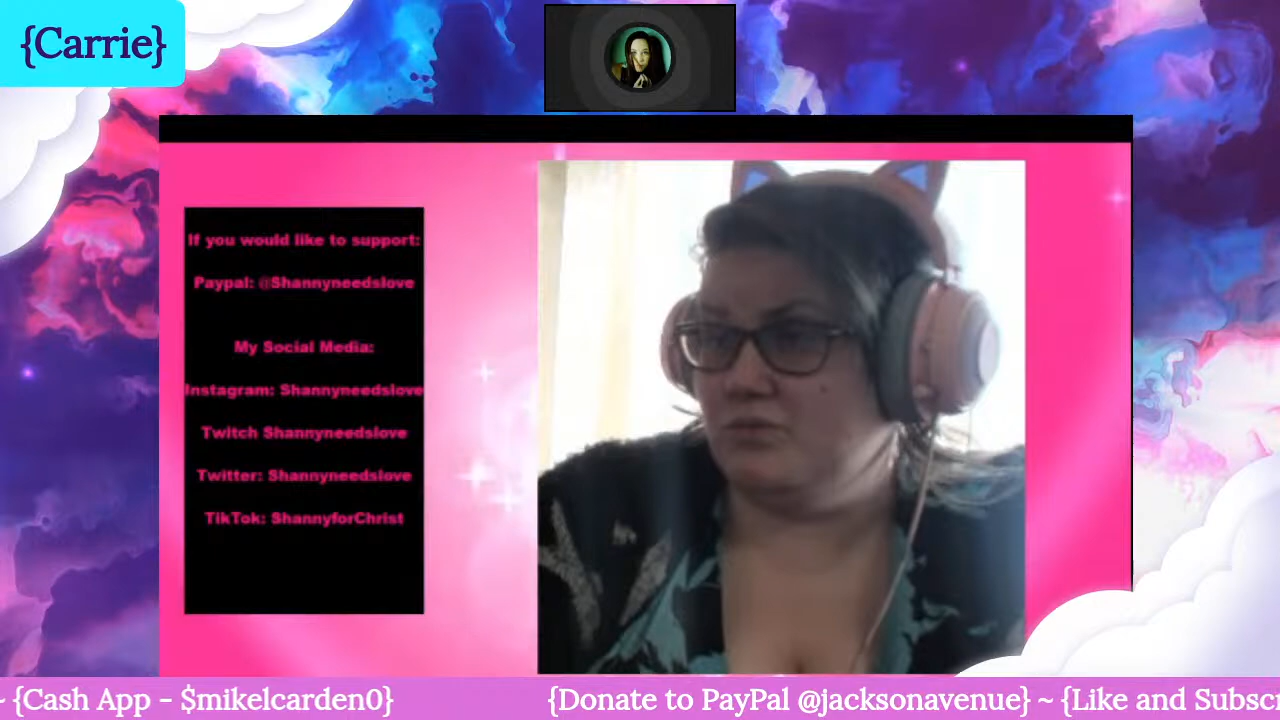 {Carrie}
If you would like to support:
Paypal: @Shannyneedslove
My Social Media:
Instagram: Shannyneedslove
Twitch Shannyneedslove
Twitter: Shannyneedslove
TikTok: ShannyforChrist
~ {Cash App - $mikelcarden0} {Donate to PayPal @jacksonavenue} ~ {Like and Subscr